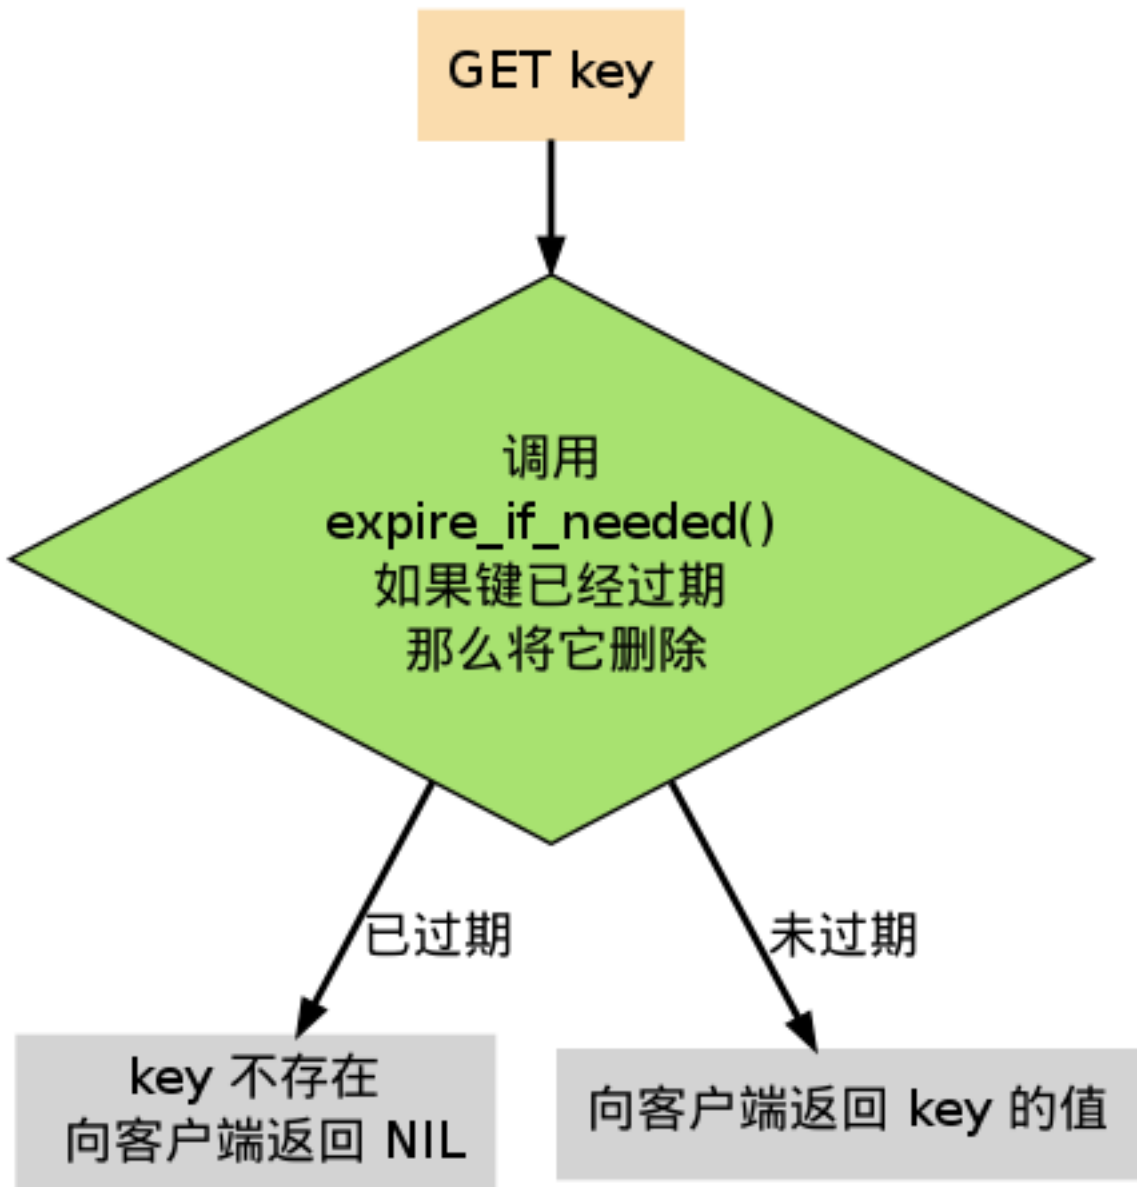 GET key
调用
expire_if_needed()
如果键已经过期
那么将它删除
已过期
未过期
key 不存在
向客户端返回 NIL
向客户端返回 key 的值